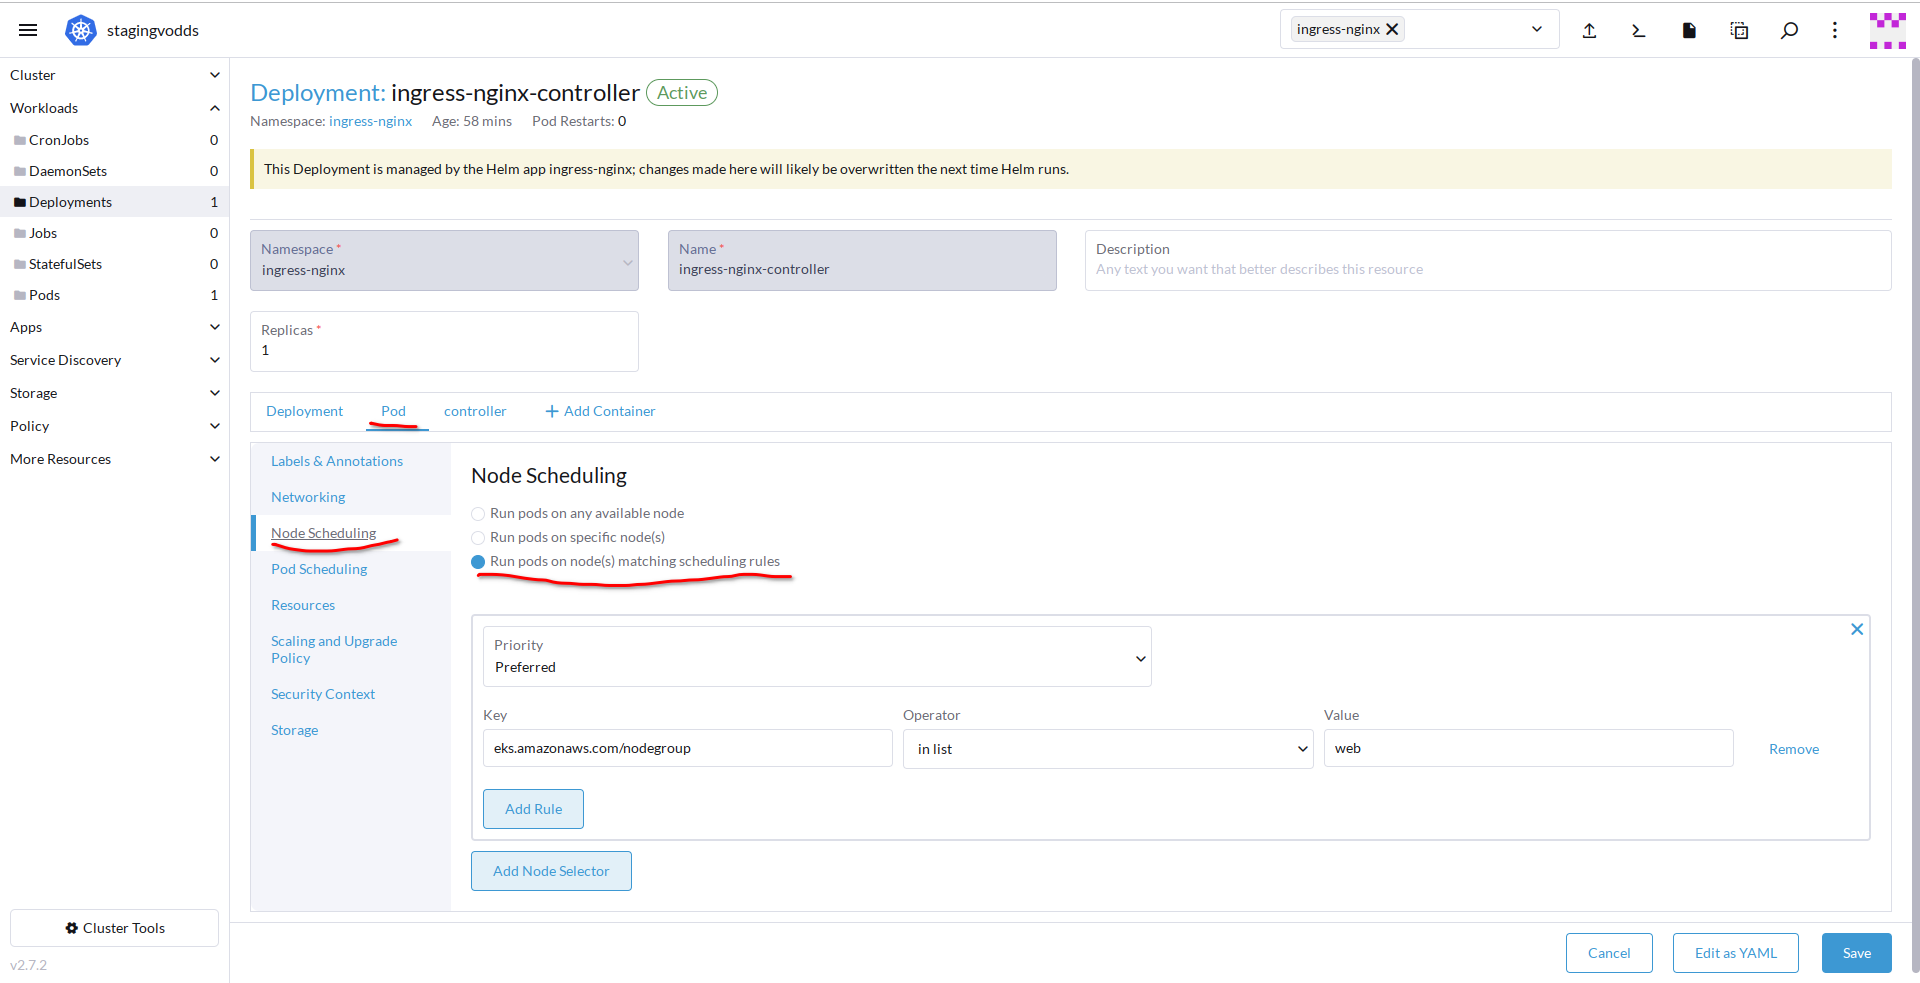 stagingvodds
ingress-nginx
Cluster
Workloads
CronJobs 0
DaemonSets 0
Deployments 1
Jobs 0
StatefulSets 0
Pods 1
Apps
Service Discovery
Storage
Policy
More Resources
Cluster Tools
v2.7.2
Deployment: ingress-nginx-controller Active
Namespace: ingress-nginx Age: 58 mins Pod Restarts: 0
This Deployment is managed by the Helm app ingress-nginx; changes made here will likely be overwritten the next time Helm runs.
Namespace *
ingress-nginx
Name *
ingress-nginx-controller
Description
Any text you want that better describes this resource
Replicas *
1
Deployment Pod controller + Add Container
Labels & Annotations
Networking
Node Scheduling
Pod Scheduling
Resources
Scaling and Upgrade
Policy
Security Context
Storage
Node Scheduling
Run pods on any available node
Run pods on specific node(s)
Run pods on node(s) matching scheduling rules
Priority
Preferred
Key Operator Value
eks.amazonaws.com/nodegroup in list web Remove
Add Rule
Add Node Selector
Cancel Edit as YAML Save